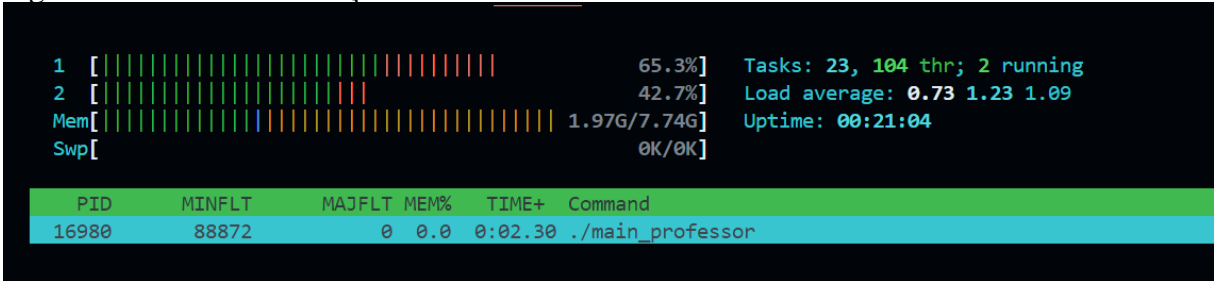 1 [|||||||||||||||||||||||||||||||||| 65.3%] Tasks: 23, 104 thr; 2 running
2 [||||||||||||||||||||||| 42.7%] Load average: 0.73 1.23 1.09
Mem[||||||||||||||||||||||||||||||||||||||| 1.97G/7.74G] Uptime: 00:21:04
Swp[ 0K/0K]
PID MINFLT MAJFLT MEM% TIME+ Command
16980 88872 0 0.0 0:02.30 ./main_professor